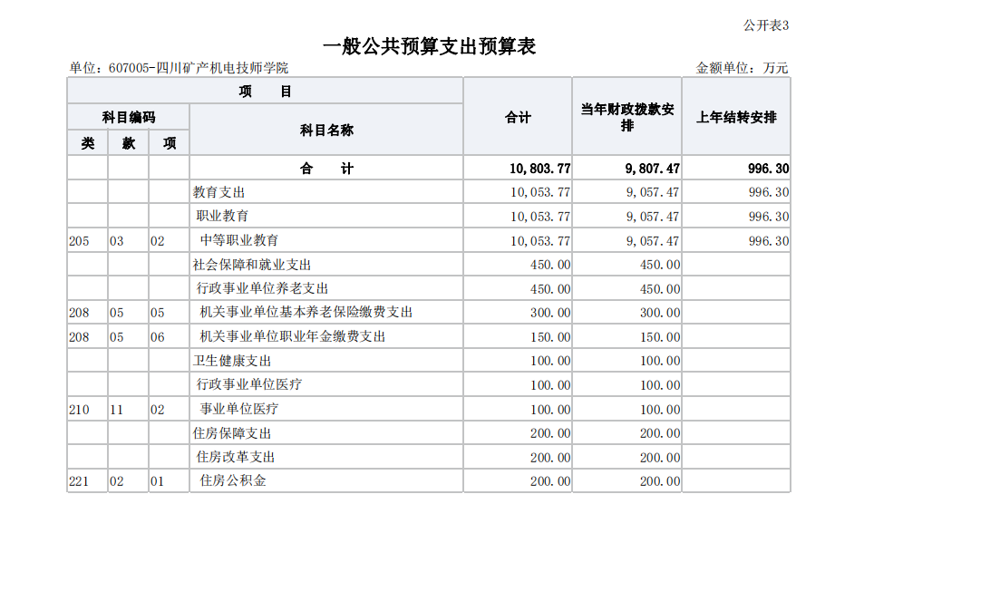 公开表3
一般公共预算支出预算表
单位：607005-四川矿产机电技师学院 金额单位：万元
项 目 合计 当年财政拨款安排 上年结转安排
科目编码 科目名称
类 款 项
合 计 10,803.77 9,807.47 996.30
教育支出 10,053.77 9,057.47 996.30
职业教育 10,053.77 9,057.47 996.30
205 03 02 中等职业教育 10,053.77 9,057.47 996.30
社会保障和就业支出 450.00 450.00
行政事业单位养老支出 450.00 450.00
208 05 05 机关事业单位基本养老保险缴费支出 300.00 300.00
208 05 06 机关事业单位职业年金缴费支出 150.00 150.00
卫生健康支出 100.00 100.00
行政事业单位医疗 100.00 100.00
210 11 02 事业单位医疗 100.00 100.00
住房保障支出 200.00 200.00
住房改革支出 200.00 200.00
221 02 01 住房公积金 200.00 200.00